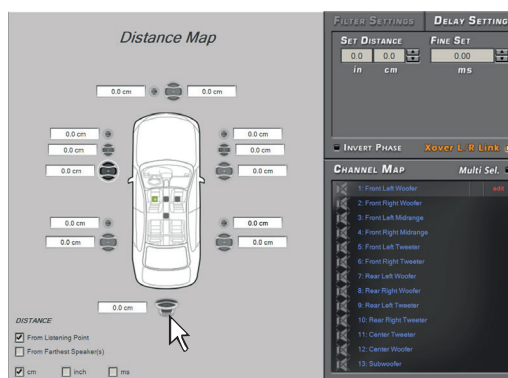 Distance Map
0.0 cm 0.0 cm
0.0 cm 0.0 cm
0.0 cm 0.0 cm
0.0 cm 0.0 cm
0.0 cm 0.0 cm
0.0 cm 0.0 cm
0.0 cm
DISTANCE
From Listening Point
From Farthest Speaker(s)
cm inch ms
FILTER SETTINGS DELAY SETTING
SET DISTANCE FINE SET
0.0 0.0 0.00
in cm ms
INVERT PHASE Xover L/R Link
CHANNEL MAP Multi Sel.
1: Front Left Woofer edit
2: Front Right Woofer
3: Front Left Midrange
4: Front Right Midrange
5: Front Left Tweeter
6: Front Right Tweeter
7: Rear Left Woofer
8: Rear Right Woofer
9: Rear Left Tweeter
10: Rear Right Tweeter
11: Center Tweeter
12: Center Woofer
13: Subwoofer